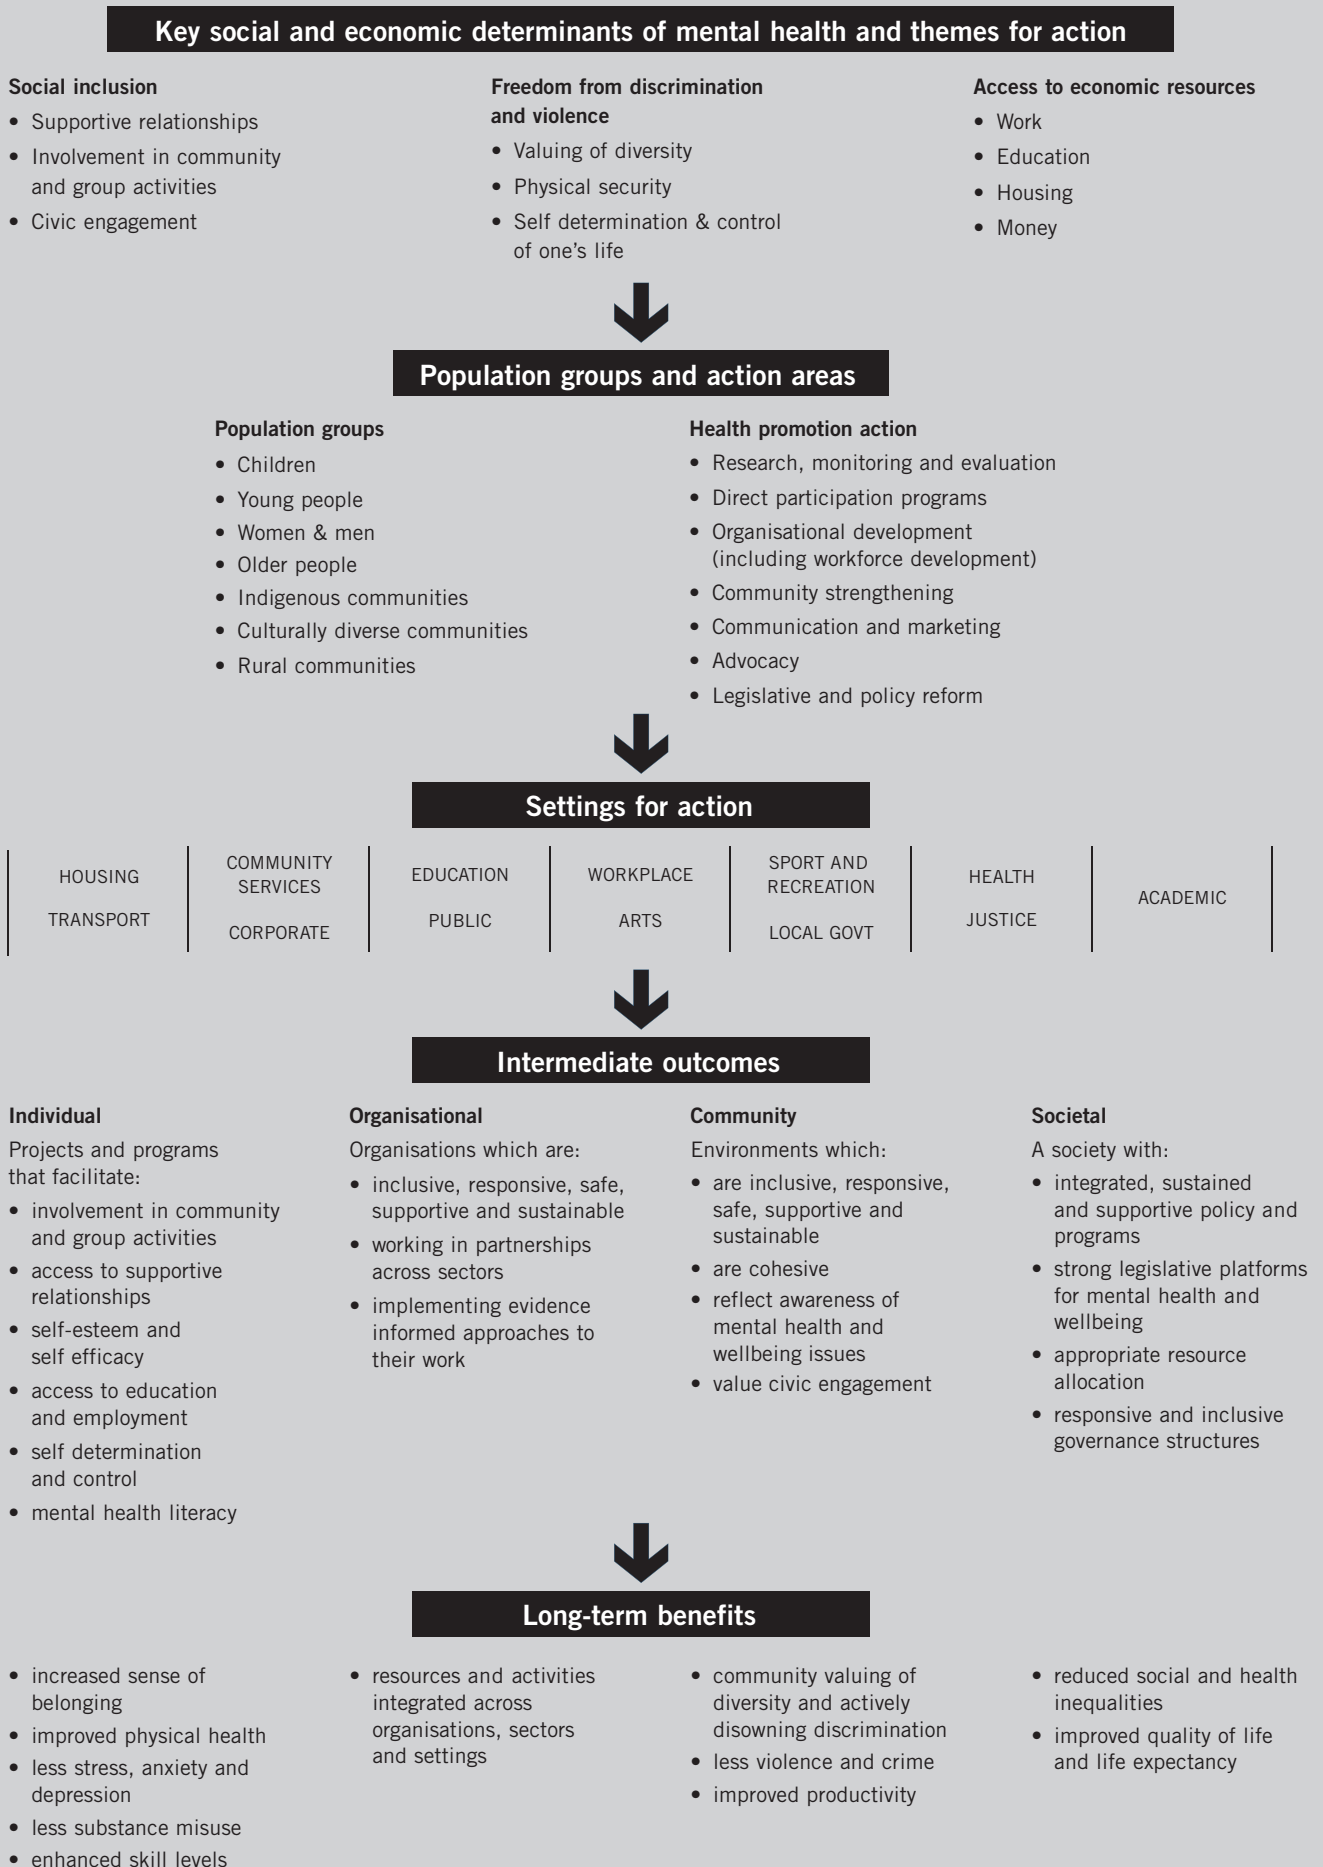 Key social and economic determinants of mental health and themes for action
Social inclusion
• Supportive relationships
• Involvement in community
and group activities
• Civic engagement
Freedom from discrimination
and violence
• Valuing of diversity
• Physical security
• Self determination & control
of one’s life
Access to economic resources
• Work
• Education
• Housing
• Money
Population groups and action areas
Population groups
• Children
• Young people
• Women & men
• Older people
• Indigenous communities
• Culturally diverse communities
• Rural communities
Health promotion action
• Research, monitoring and evaluation
• Direct participation programs
• Organisational development
(including workforce development)
• Community strengthening
• Communication and marketing
• Advocacy
• Legislative and policy reform
Settings for action
HOUSING
TRANSPORT
COMMUNITY
SERVICES
CORPORATE
EDUCATION
PUBLIC
WORKPLACE
ARTS
SPORT AND
RECREATION
LOCAL GOVT
HEALTH
JUSTICE
ACADEMIC
Intermediate outcomes
Individual
Projects and programs
that facilitate:
• involvement in community
and group activities
• access to supportive
relationships
• self-esteem and
self efficacy
• access to education
and employment
• self determination
and control
• mental health literacy
Organisational
Organisations which are:
• inclusive, responsive, safe,
supportive and sustainable
• working in partnerships
across sectors
• implementing evidence
informed approaches to
their work
Community
Environments which:
• are inclusive, responsive,
safe, supportive and
sustainable
• are cohesive
• reflect awareness of
mental health and
wellbeing issues
• value civic engagement
Societal
A society with:
• integrated, sustained
and supportive policy and
programs
• strong legislative platforms
for mental health and
wellbeing
• appropriate resource
allocation
• responsive and inclusive
governance structures
Long-term benefits
• increased sense of
belonging
• improved physical health
• less stress, anxiety and
depression
• less substance misuse
• enhanced skill levels
• resources and activities
integrated across
organisations, sectors
and settings
• community valuing of
diversity and actively
disowning discrimination
• less violence and crime
• improved productivity
• reduced social and health
inequalities
• improved quality of life
and life expectancy